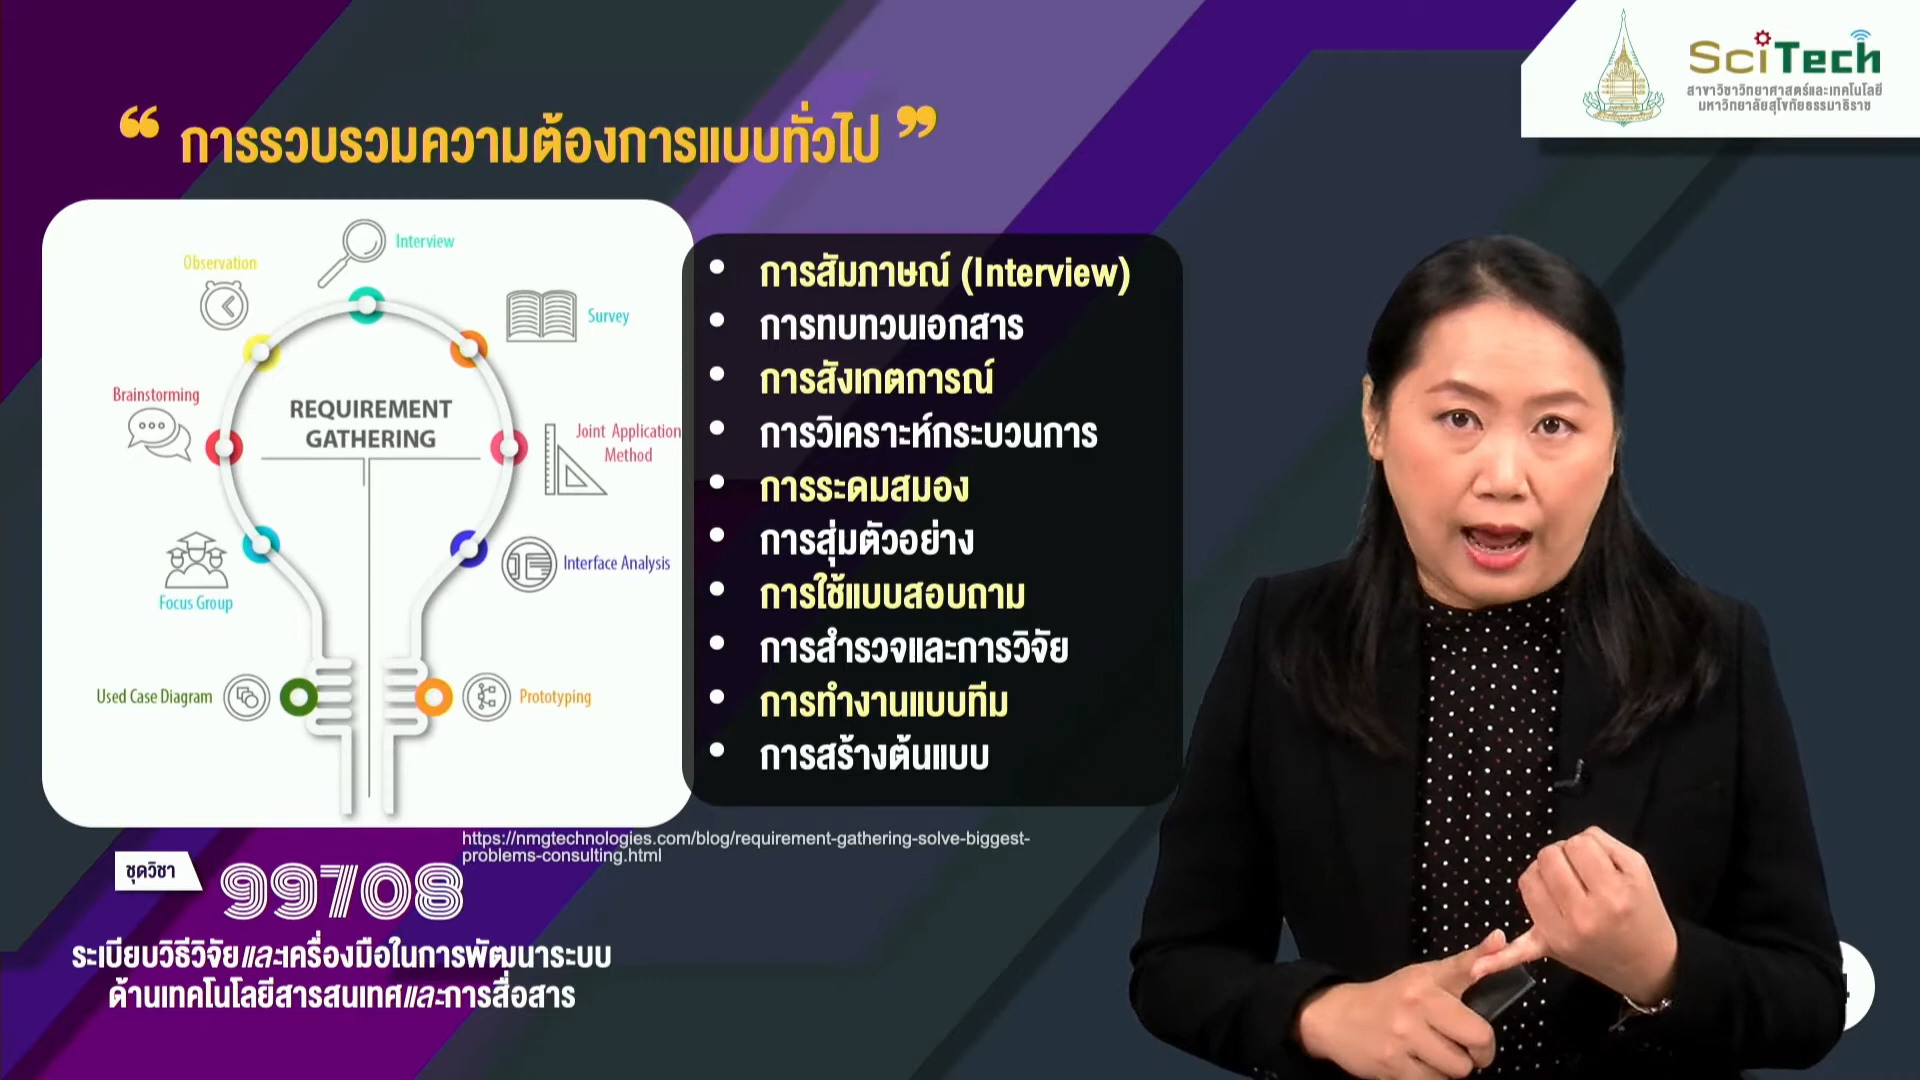 SciTech
สาขาวิชาวิทยาศาสตร์และเทคโนโลยี
มหาวิทยาลัยสุโขทัยธรรมาธิราช
“ การรวบรวมความต้องการแบบทั่วไป ”
Interview
Observation
Survey
Brainstorming
REQUIREMENT
GATHERING
Joint Application
Method
Interface Analysis
Focus Group
Used Case Diagram
Prototyping
• การสัมภาษณ์ (Interview)
• การทบทวนเอกสาร
• การสังเกตการณ์
• การวิเคราะห์กระบวนการ
• การระดมสมอง
• การสุ่มตัวอย่าง
• การใช้แบบสอบถาม
• การสำรวจและการวิจัย
• การทำงานแบบทีม
• การสร้างต้นแบบ
https://nmgtechnologies.com/blog/requirement-gathering-solve-biggest-
problems-consulting.html
ชุดวิชา
99708
ระเบียบวิธีวิจัยและเครื่องมือในการพัฒนาระบบ
ด้านเทคโนโลยีสารสนเทศและการสื่อสาร